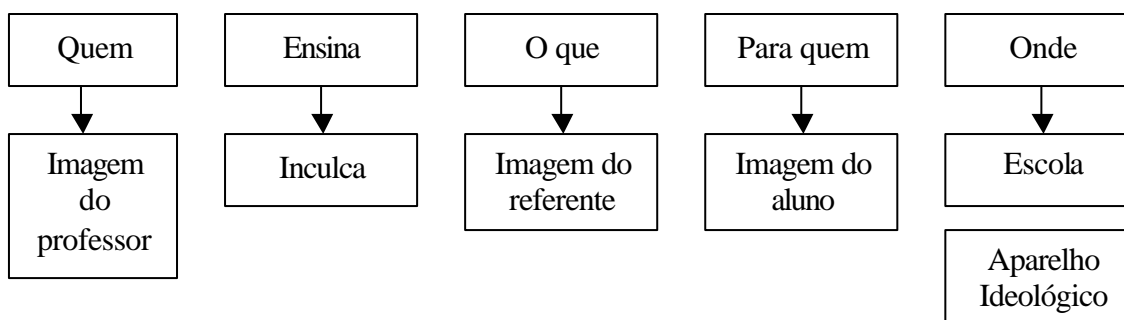 Quem
Ensina
O que
Para quem
Onde
Imagem
do
professor
Inculca
Imagem do
referente
Imagem do
aluno
Escola
Aparelho
Ideológico